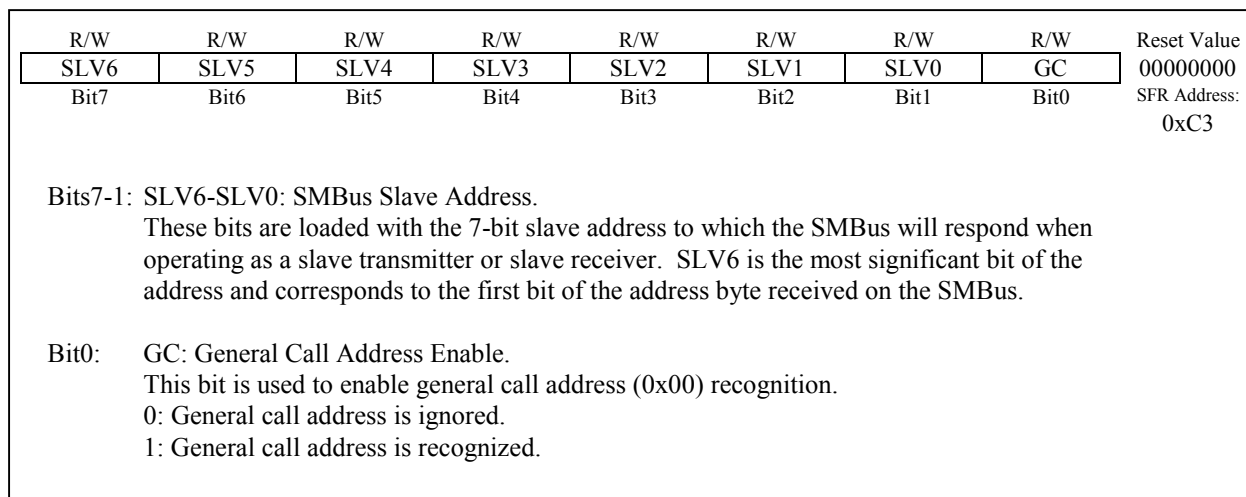 R/W R/W R/W R/W R/W R/W R/W R/W Reset Value
SLV6 SLV5 SLV4 SLV3 SLV2 SLV1 SLV0 GC 00000000
Bit7 Bit6 Bit5 Bit4 Bit3 Bit2 Bit1 Bit0 SFR Address:
0xC3
Bits7-1: SLV6-SLV0: SMBus Slave Address.
These bits are loaded with the 7-bit slave address to which the SMBus will respond when
operating as a slave transmitter or slave receiver. SLV6 is the most significant bit of the
address and corresponds to the first bit of the address byte received on the SMBus.
Bit0: GC: General Call Address Enable.
This bit is used to enable general call address (0x00) recognition.
0: General call address is ignored.
1: General call address is recognized.